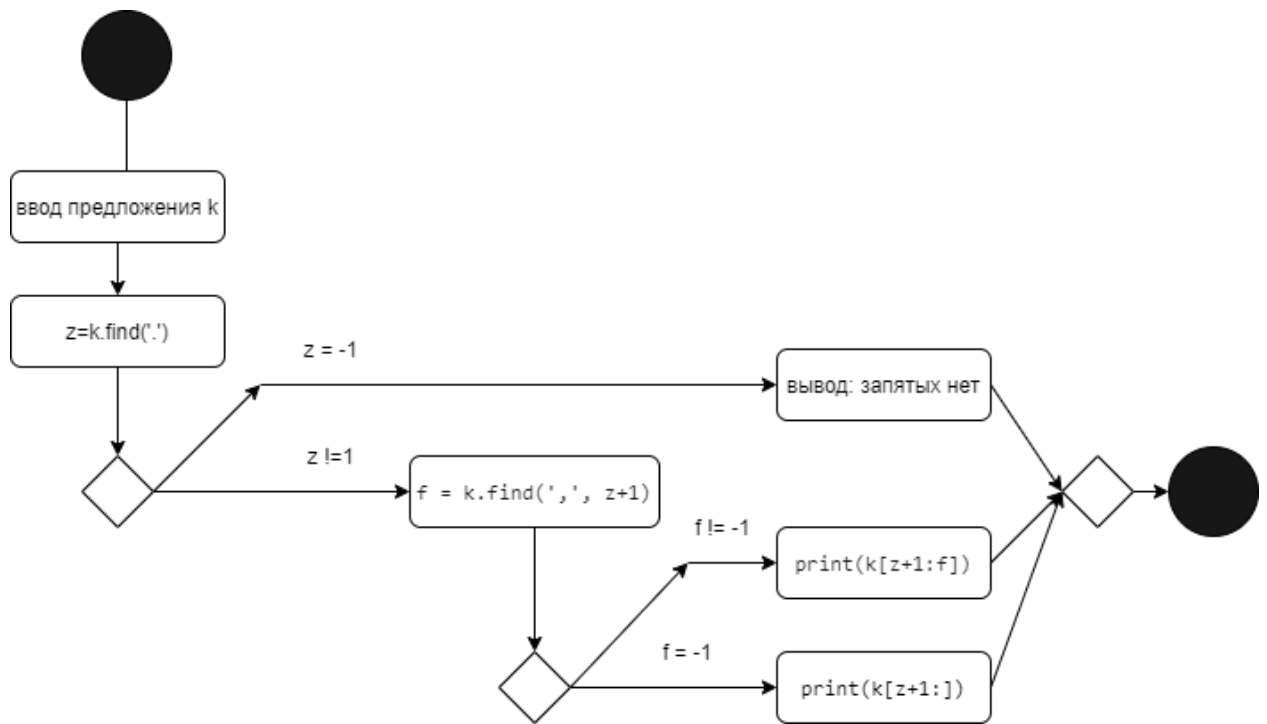 ввод предложения k
z=k.find('.')
z = -1
вывод: запятых нет
z !=1
f = k.find(',', z+1)
f != -1
print(k[z+1:f])
f = -1
print(k[z+1:])